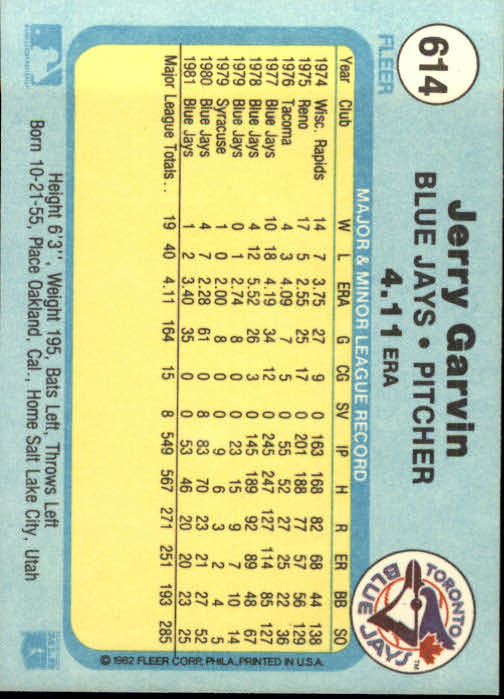 614
FLEER
Jerry Garvin
BLUE JAYS • PITCHER
4.11 ERA
TORONTO
BLUE JAYS
MAJOR & MINOR LEAGUE RECORD
Year Club W L ERA G CG SV IP H R ER BB SO
1974 Wisc. Rapids 14 7 3.75 27 9 0 163 168 82 68 44 138
1975 Reno 17 5 2.55 25 17 0 201 188 77 57 56 129
1976 Tacoma 4 3 4.09 7 5 0 55 52 27 25 22 36
1977 Blue Jays 10 18 4.19 34 12 0 245 247 127 114 85 127
1978 Blue Jays 4 12 5.52 26 3 0 145 189 92 89 48 67
1979 Blue Jays 0 1 2.74 8 0 0 23 15 9 7 10 14
1979 Syracuse 1 0 2.00 8 0 0 9 6 3 2 4 5
1980 Blue Jays 4 7 2.28 61 0 8 83 70 23 21 27 52
1981 Blue Jays 1 2 3.40 35 0 0 53 46 20 20 23 25
Major League Totals . . 19 40 4.11 164 15 8 549 567 271 251 193 285
© 1982 FLEER CORP., PHILA., PRINTED IN U.S.A.
Height 6'3'', Weight 195, Bats Left, Throws Left
Born 10-21-55, Place Oakland, Cal., Home Salt Lake City, Utah